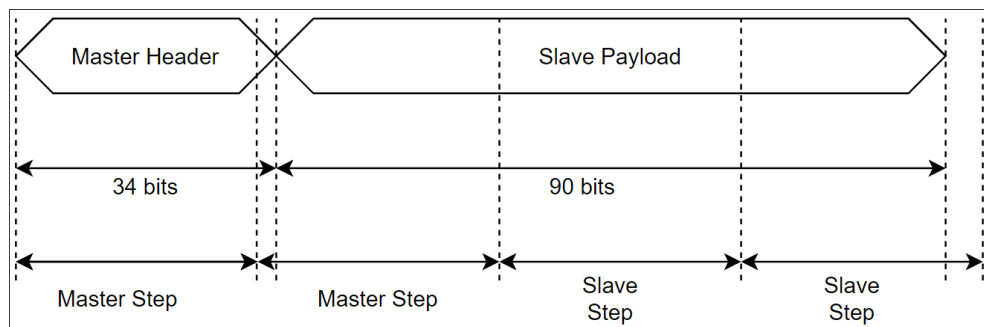 Master Header
Slave Payload
34 bits
90 bits
Master Step
Master Step
Slave
Step
Slave
Step